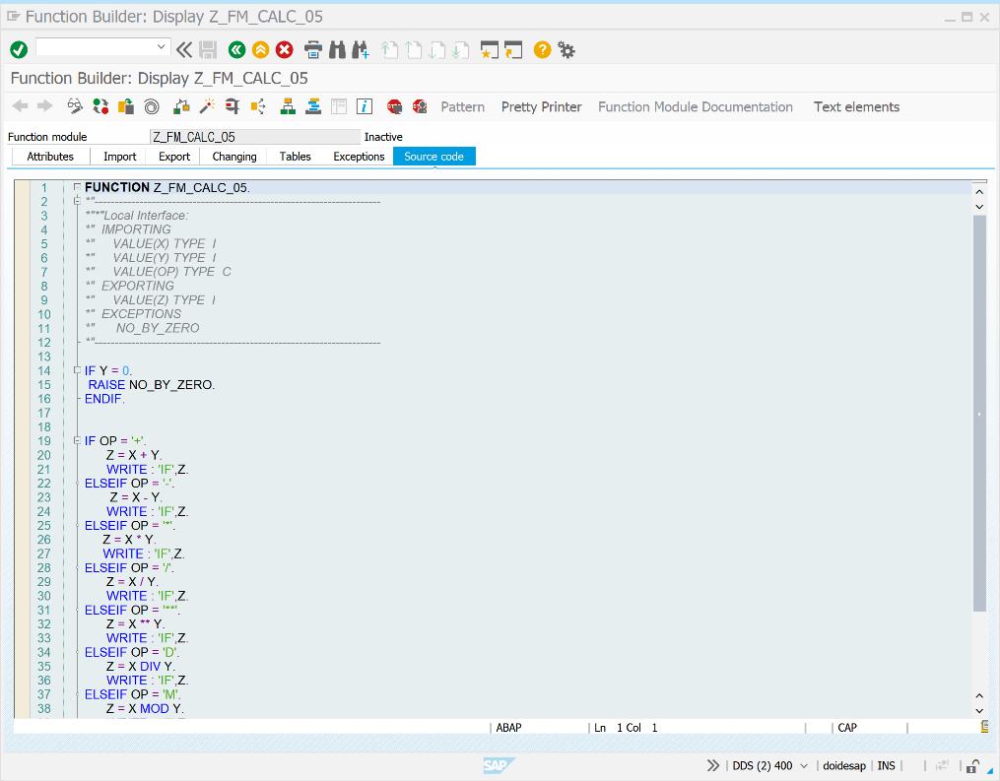 Function Builder: Display Z_FM_CALC_05
Function Builder: Display Z_FM_CALC_05
Pattern Pretty Printer Function Module Documentation Text elements
Function module Z_FM_CALC_05 Inactive
Attributes Import Export Changing Tables Exceptions Source code
1 FUNCTION Z_FM_CALC_05.
2 *"----------------------------------------------------------------------
3 *"*"Local Interface:
4 *" IMPORTING
5 *" VALUE(X) TYPE I
6 *" VALUE(Y) TYPE I
7 *" VALUE(OP) TYPE C
8 *" EXPORTING
9 *" VALUE(Z) TYPE I
10 *" EXCEPTIONS
11 *" NO_BY_ZERO
12 *"----------------------------------------------------------------------
13
14 IF Y = 0.
15 RAISE NO_BY_ZERO.
16 ENDIF.
17
18
19 IF OP = '+'.
20 Z = X + Y.
21 WRITE : 'IF',Z.
22 ELSEIF OP = '-'.
23 Z = X - Y.
24 WRITE : 'IF',Z.
25 ELSEIF OP = '*'.
26 Z = X * Y.
27 WRITE : 'IF',Z.
28 ELSEIF OP = '/'.
29 Z = X / Y.
30 WRITE : 'IF',Z.
31 ELSEIF OP = '**'.
32 Z = X ** Y.
33 WRITE : 'IF',Z.
34 ELSEIF OP = 'D'.
35 Z = X DIV Y.
36 WRITE : 'IF',Z.
37 ELSEIF OP = 'M'.
38 Z = X MOD Y.
ABAP Ln 1 Col 1 CAP
SAP DDS (2) 400 doidesap INS